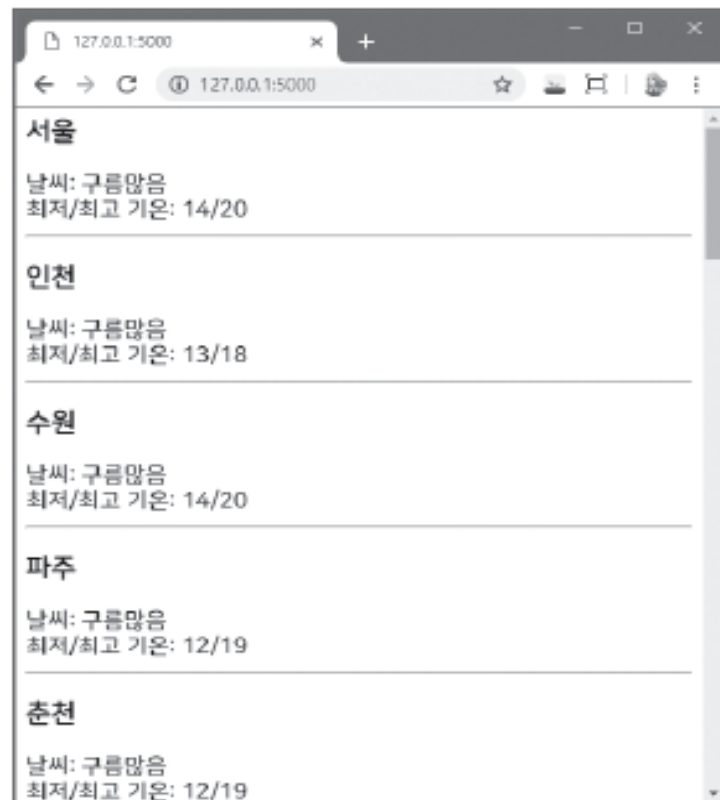 127.0.0.1:5000
127.0.0.1:5000
서울
날씨: 구름많음
최저/최고 기온: 14/20
인천
날씨: 구름많음
최저/최고 기온: 13/18
수원
날씨: 구름많음
최저/최고 기온: 14/20
파주
날씨: 구름많음
최저/최고 기온: 12/19
춘천
날씨: 구름많음
최저/최고 기온: 12/19